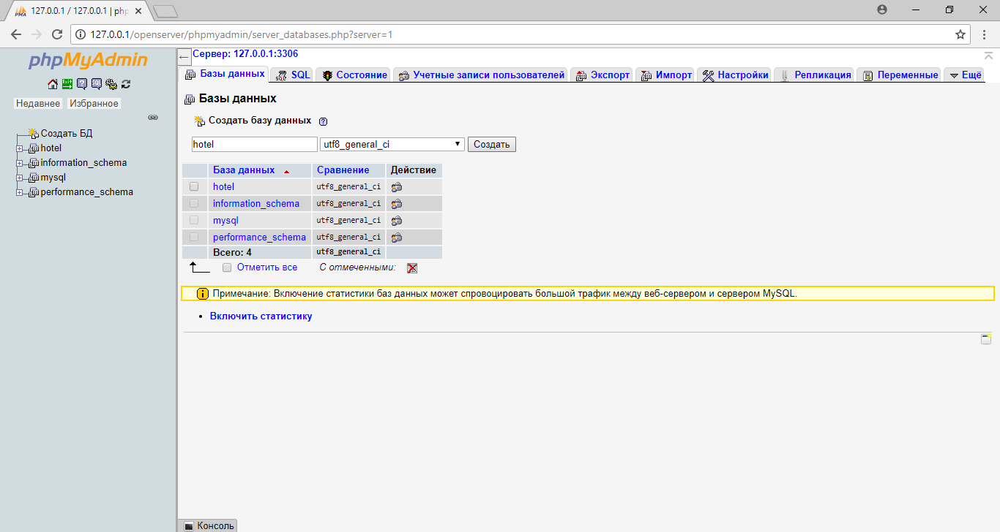 127.0.0.1 / 127.0.0.1 | php
127.0.0.1/openserver/phpmyadmin/server_databases.php?server=1
phpMyAdmin
Недавнее Избранное
Создать БД
hotel
information_schema
mysql
performance_schema
Сервер: 127.0.0.1:3306
Базы данных SQL Состояние Учетные записи пользователей Экспорт Импорт Настройки Репликация Переменные Ещё
Базы данных
Создать базу данных
hotel utf8_general_ci Создать
База данных Сравнение Действие
hotel utf8_general_ci
information_schema utf8_general_ci
mysql utf8_general_ci
performance_schema utf8_general_ci
Всего: 4 utf8_general_ci
Отметить все С отмеченными:
Примечание: Включение статистики баз данных может спровоцировать большой трафик между веб-сервером и сервером MySQL.
Включить статистику
Консоль